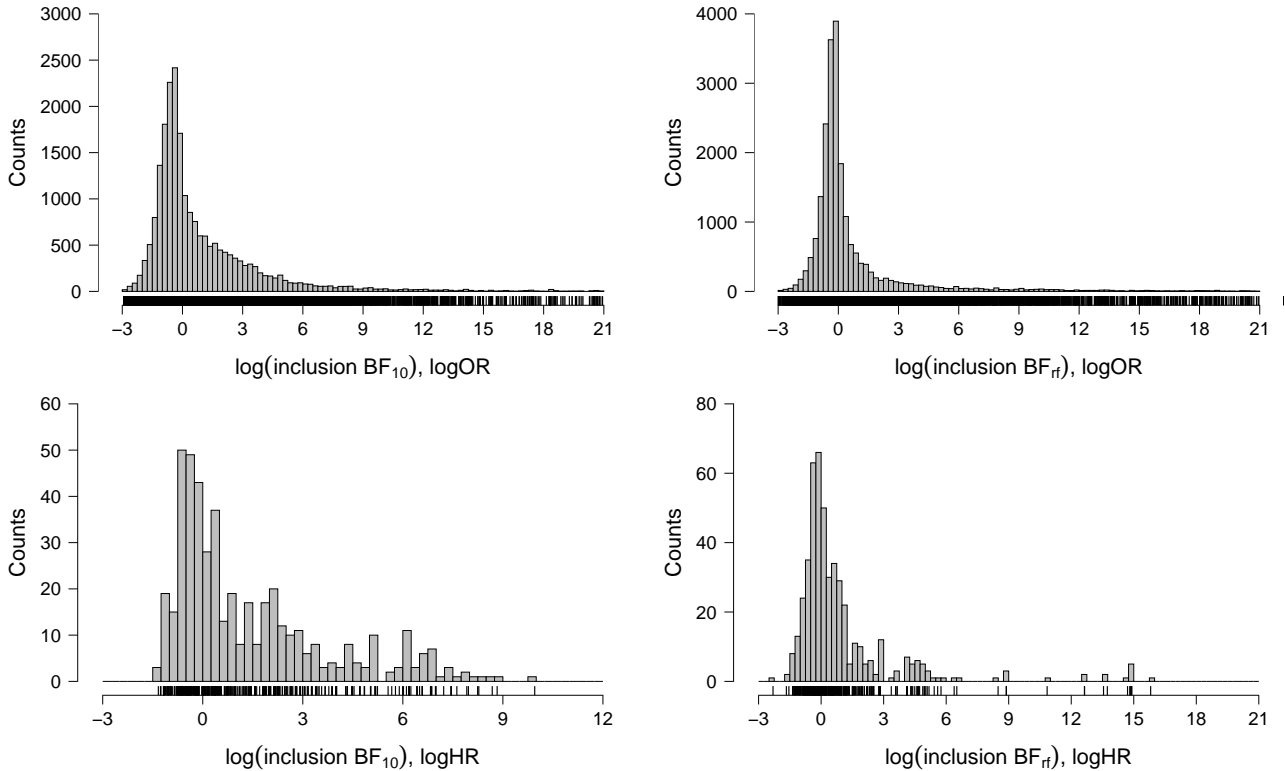 3000
2500
2000
1500
1000
500
0
Counts
−3 0 3 6 9 12 15 18 21
log(inclusion BF10), logOR
4000
3000
2000
1000
0
Counts
−3 0 3 6 9 12 15 18 21
log(inclusion BFrf), logOR
60
50
40
30
20
10
0
Counts
−3 0 3 6 9 12
log(inclusion BF10), logHR
80
60
40
20
0
Counts
−3 0 3 6 9 12 15 18 21
log(inclusion BFrf), logHR